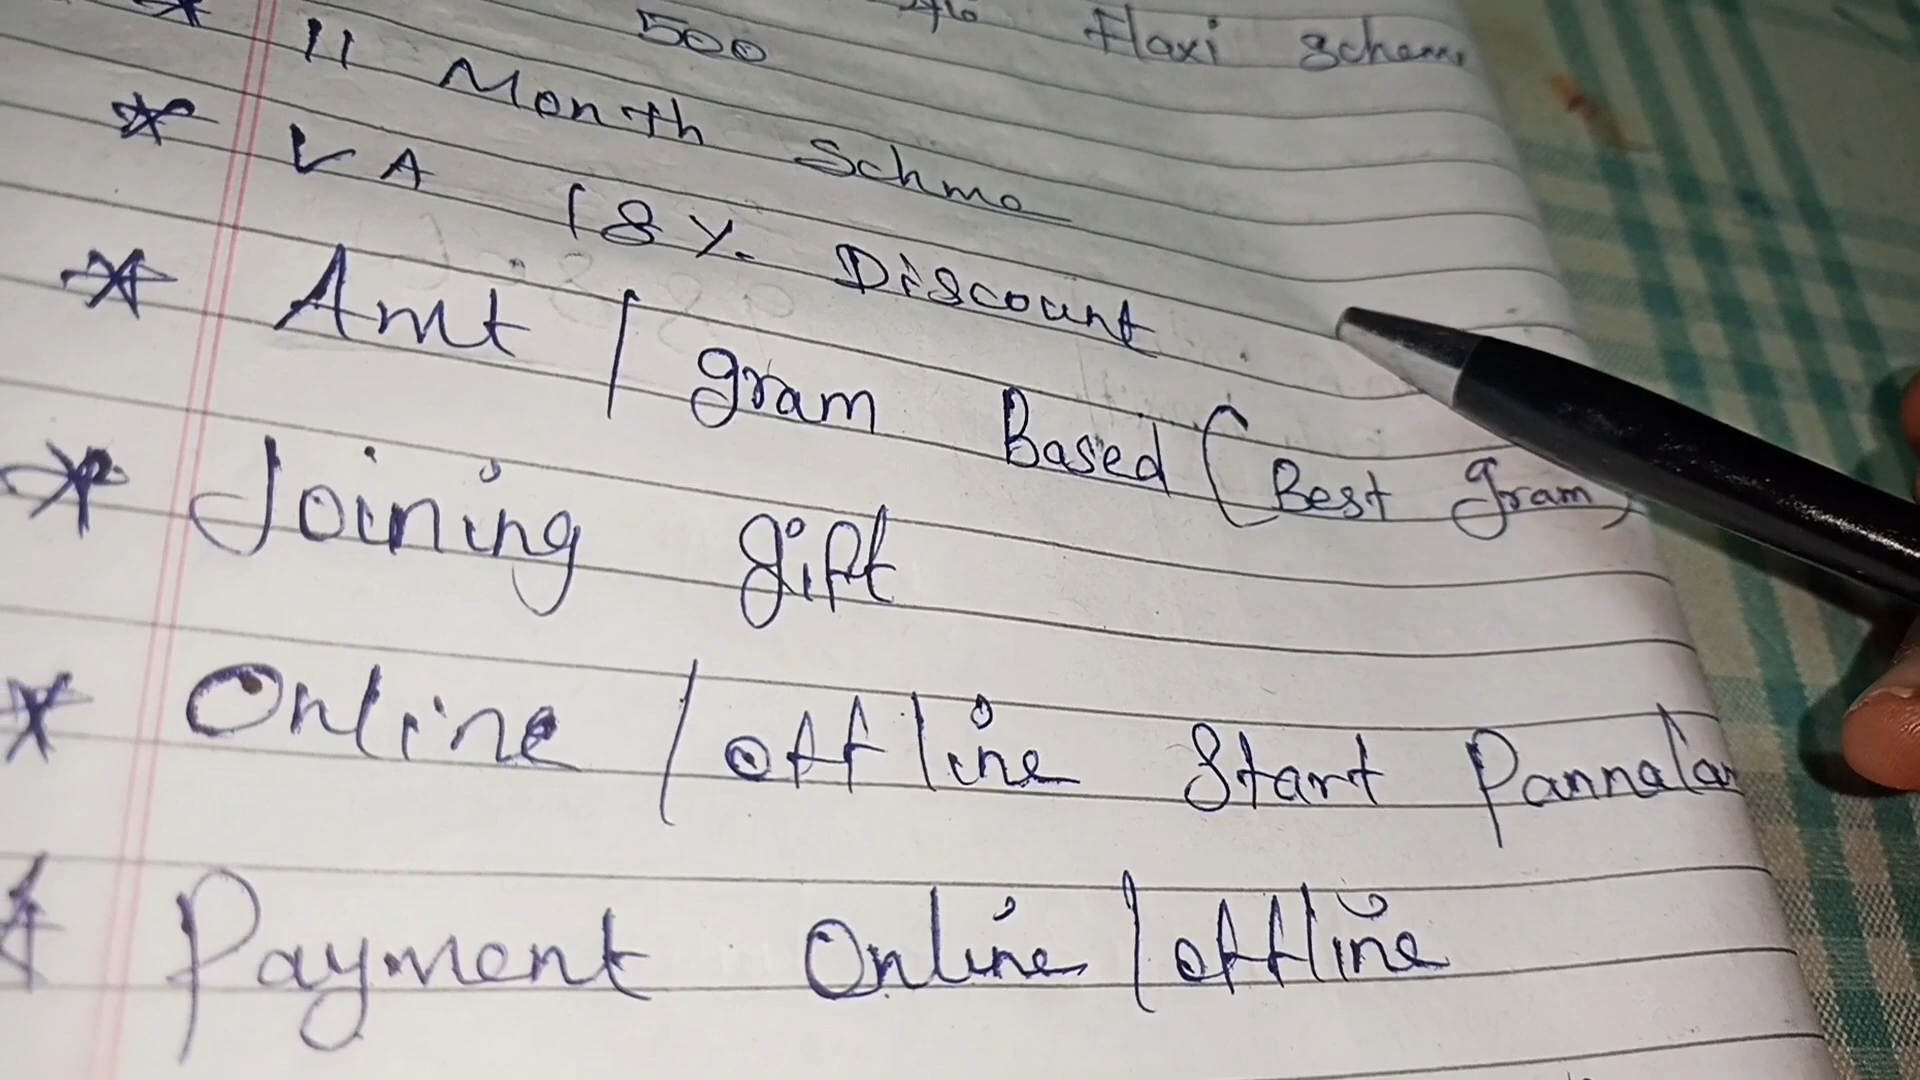 500 Flaxi Schem
* 11 Month Schme
* VA 18%. Discount
* Amt / gram Based (Best gram)
* Joining gift
* Online / offline Start Pannalam
* Payment Online / offline